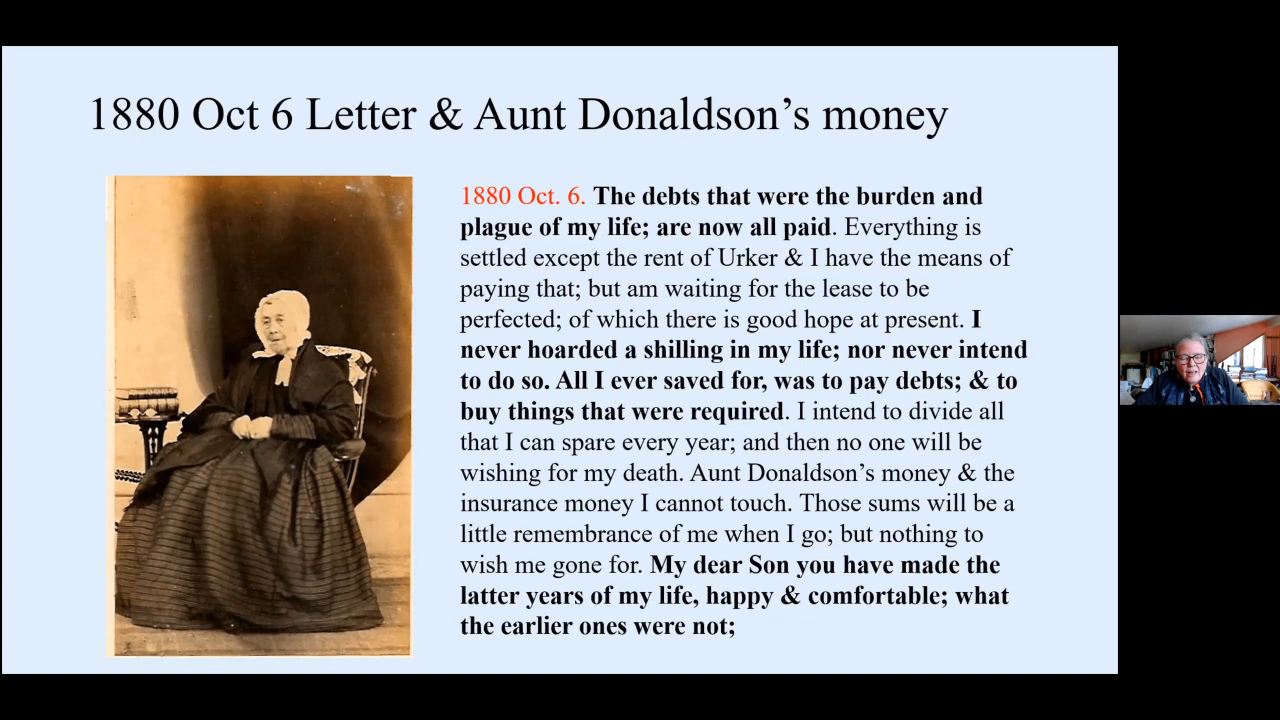 1880 Oct 6 Letter & Aunt Donaldson’s money
1880 Oct. 6. The debts that were the burden and
plague of my life; are now all paid. Everything is
settled except the rent of Urker & I have the means of
paying that; but am waiting for the lease to be
perfected; of which there is good hope at present. I
never hoarded a shilling in my life; nor never intend
to do so. All I ever saved for, was to pay debts; & to
buy things that were required. I intend to divide all
that I can spare every year; and then no one will be
wishing for my death. Aunt Donaldson’s money & the
insurance money I cannot touch. Those sums will be a
little remembrance of me when I go; but nothing to
wish me gone for. My dear Son you have made the
latter years of my life, happy & comfortable; what
the earlier ones were not;